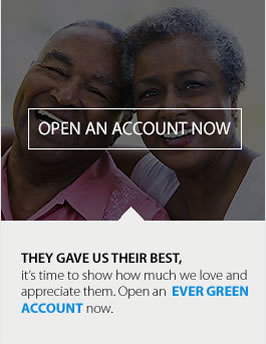 OPEN AN ACCOUNT NOW
THEY GAVE US THEIR BEST,
it's time to show how much we love and
appreciate them. Open an EVER GREEN
ACCOUNT now.